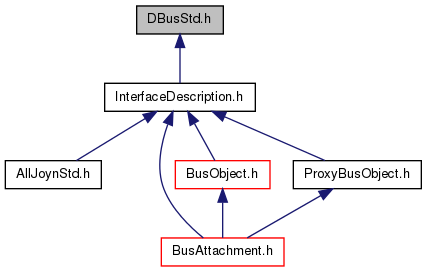 DBusStd.h
InterfaceDescription.h
AllJoynStd.h
BusObject.h
ProxyBusObject.h
BusAttachment.h